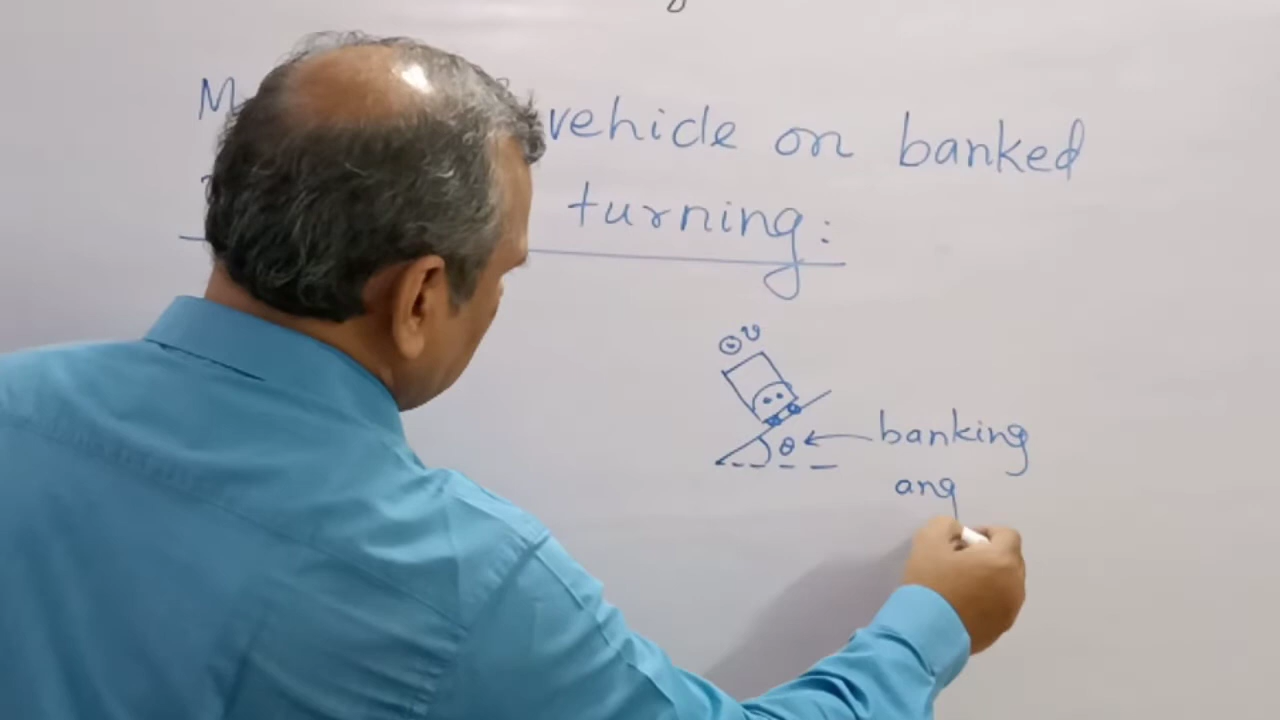 vehicle on banked
turning:
v
θ ← banking
ang